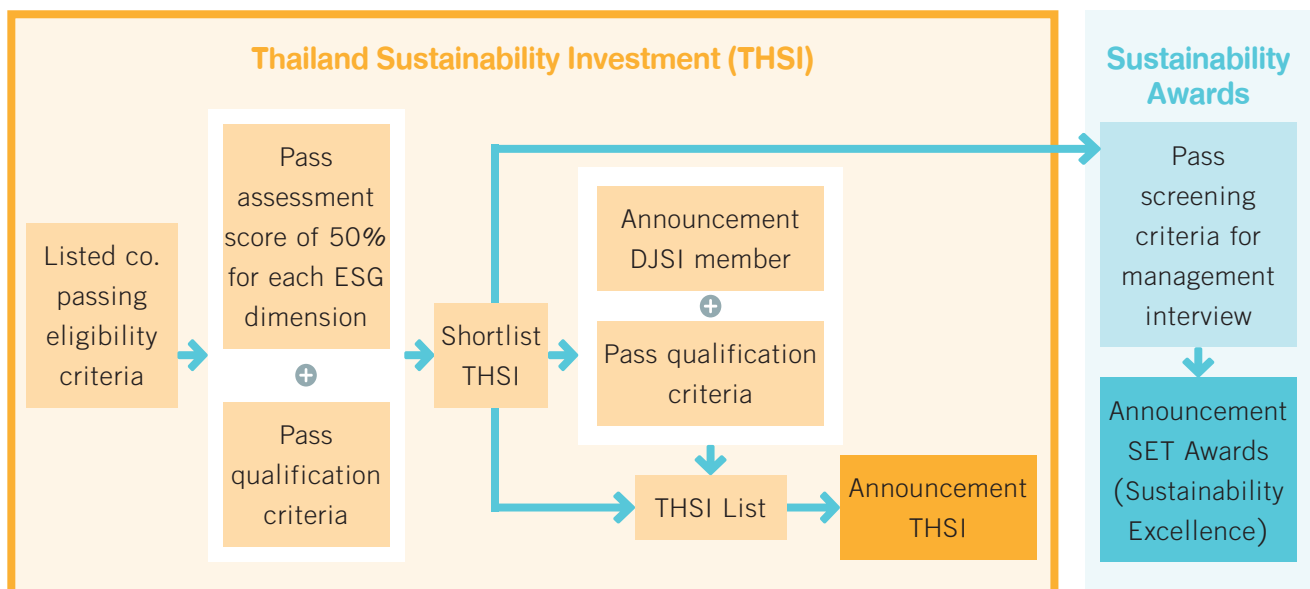 Thailand Sustainability Investment (THSI)
Sustainability
Awards
Listed co.
passing
eligibility
criteria
Pass
assessment
score of 50%
for each ESG
dimension
Pass
qualification
criteria
Shortlist
THSI
Announcement
DJSI member
Pass qualification
criteria
THSI List
Announcement
THSI
Pass
screening
criteria for
management
interview
Announcement
SET Awards
(Sustainability
Excellence)